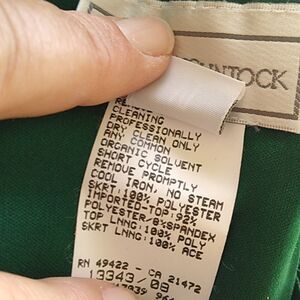 NTOCK
CLEANING
PROFESSIONALLY
DRY CLEAN ONLY
ANY COMMON
ORGANIC SOLVENT
SHORT CYCLE
REMOVE PROMPTLY
COOL IRON, NO STEAM
SKRT:100% POLYESTER
IMPORTED-TOP:92%
POLYESTER/8%SPANDEX
TOP LNNG:100% POLY
SKRT LNNG:100% ACE
RN 49422 CA 21472
13343/08